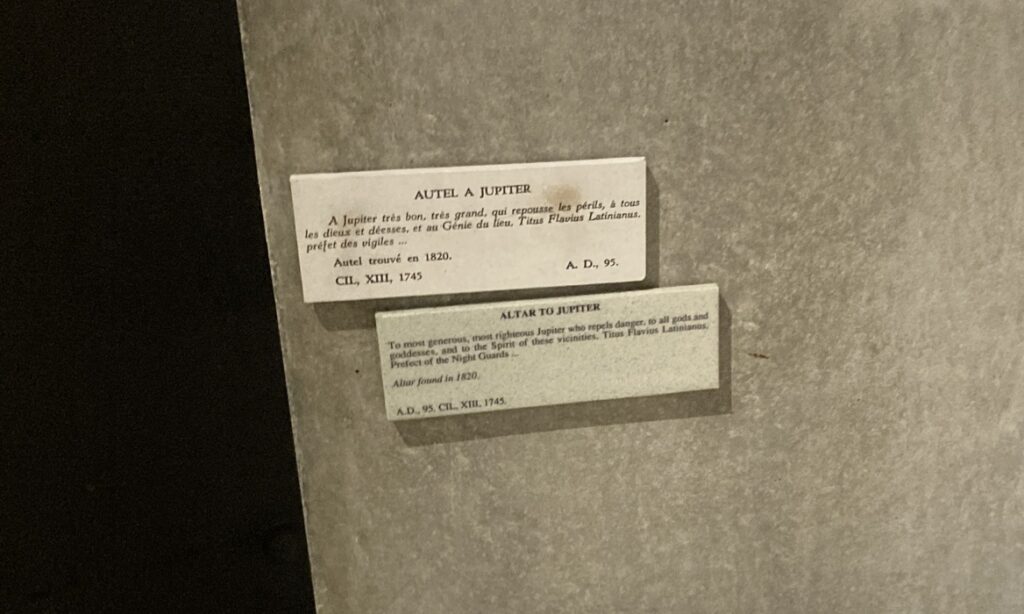 AUTEL A JUPITER
A Jupiter très bon, très grand, qui repousse les périls, à tous
les dieux et déesses, et au Génie du lieu, Titus Flavius Latinianus,
préfet des vigiles ...
Autel trouvé en 1820.
CIL, XIII, 1745
A. D., 95.
ALTAR TO JUPITER
To most generous, most righteous Jupiter who repels danger, to all gods and
goddesses, and to the Spirit of these vicinities, Titus Flavius Latinianus,
Prefect of the Night Guards ...
Altar found in 1820.
A.D., 95. CIL, XIII, 1745.